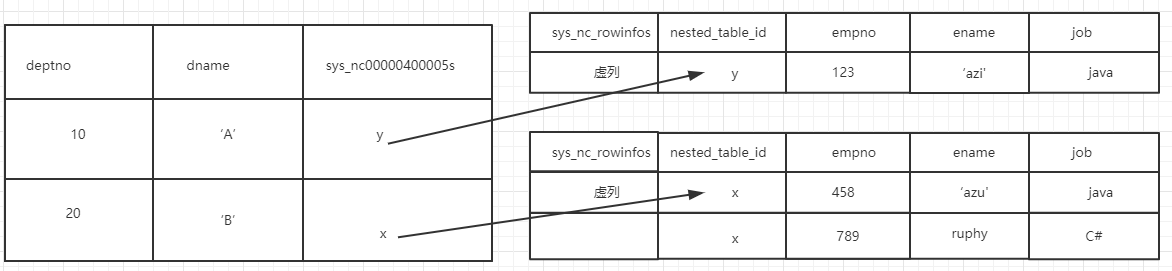 deptno dname sys_nc00000400005s
10 ‘A’ y
20 ‘B’ x
sys_nc_rowinfos nested_table_id empno ename job
虚列 y 123 ‘azi’ java
sys_nc_rowinfos nested_table_id empno ename job
虚列 x 458 ‘azu’ java
x 789 ruphy C#